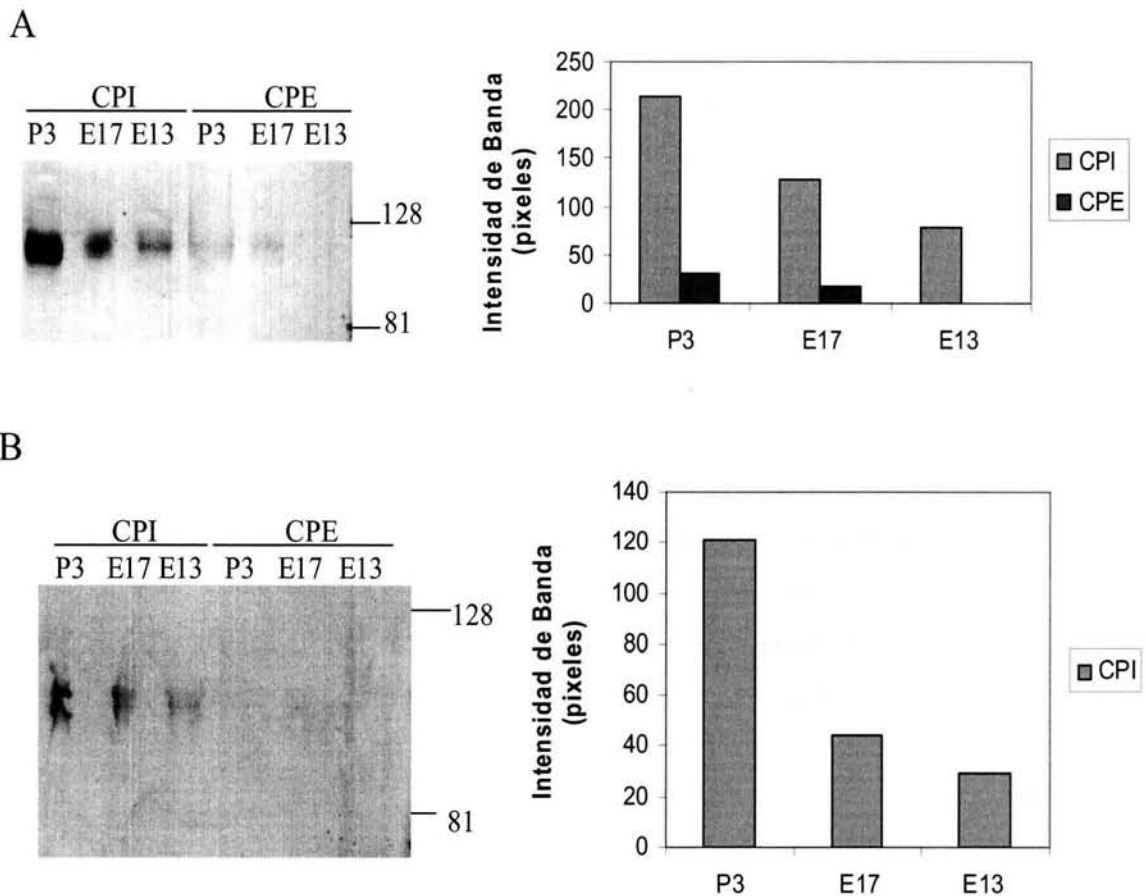 A
CPI CPE
P3 E17 E13 P3 E17 E13
128
81
Intensidad de Banda
(pixeles)
250
200
150
100
50
0
P3 E17 E13
CPI
CPE
B
CPI CPE
P3 E17 E13 P3 E17 E13
128
81
Intensidad de Banda
(pixeles)
140
120
100
80
60
40
20
0
P3 E17 E13
CPI